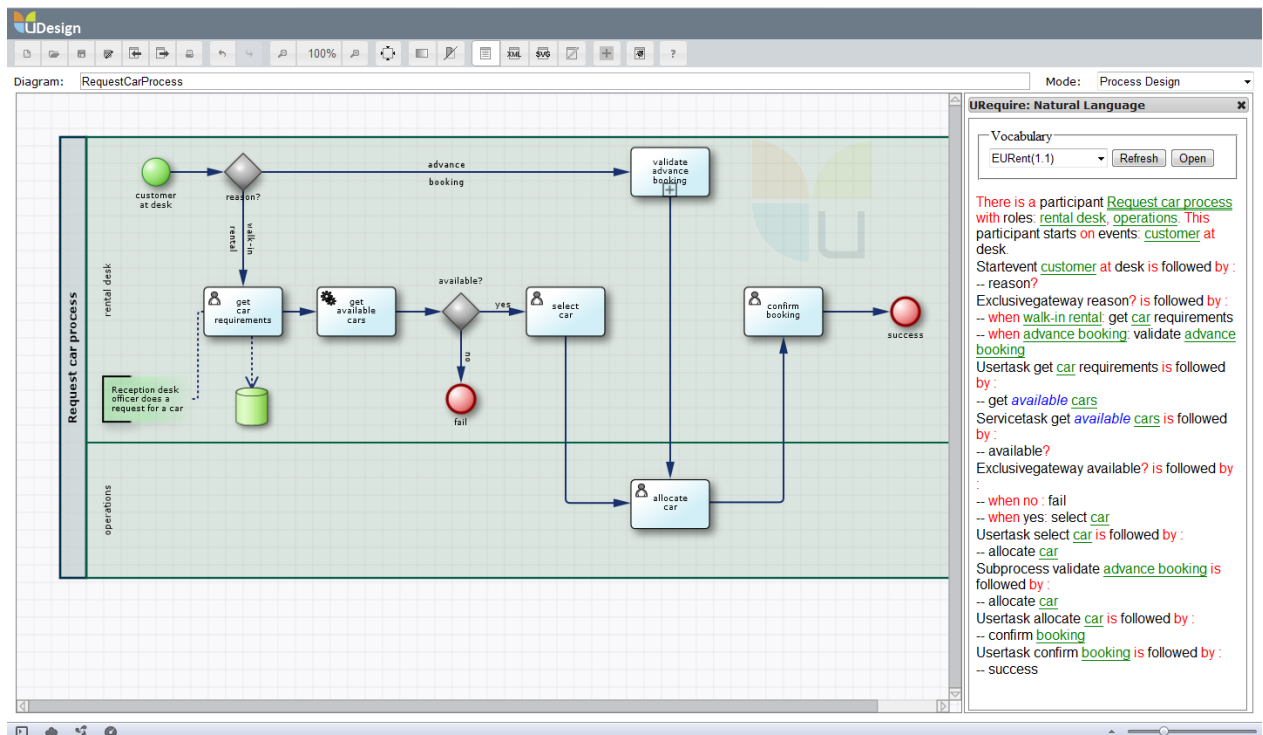 UDesign
100%
XML
SVG
?
Diagram:
RequestCarProcess
Mode:
Process Design
Request car process
rental desk
operations
customer
at desk
reason?
advance
booking
validate
advance
booking
walk-in
rental
get
car
requirements
get
available
cars
available?
yes
no
select
car
confirm
booking
success
fail
Reception desk
officer does a
request for a car
allocate
car
U
URequire: Natural Language
Vocabulary
EURent(1.1)
Refresh
Open
There is a participant Request car process
with roles: rental desk, operations. This
participant starts on events: customer at
desk.
Startevent customer at desk is followed by :
-- reason?
Exclusivegateway reason? is followed by :
-- when walk-in rental: get car requirements
-- when advance booking: validate advance
booking
Usertask get car requirements is followed
by :
-- get available cars
Servicetask get available cars is followed
by :
-- available?
Exclusivegateway available? is followed by
:
-- when no : fail
-- when yes: select car
Usertask select car is followed by :
-- allocate car
Subprocess validate advance booking is
followed by :
-- allocate car
Usertask allocate car is followed by :
-- confirm booking
Usertask confirm booking is followed by :
-- success